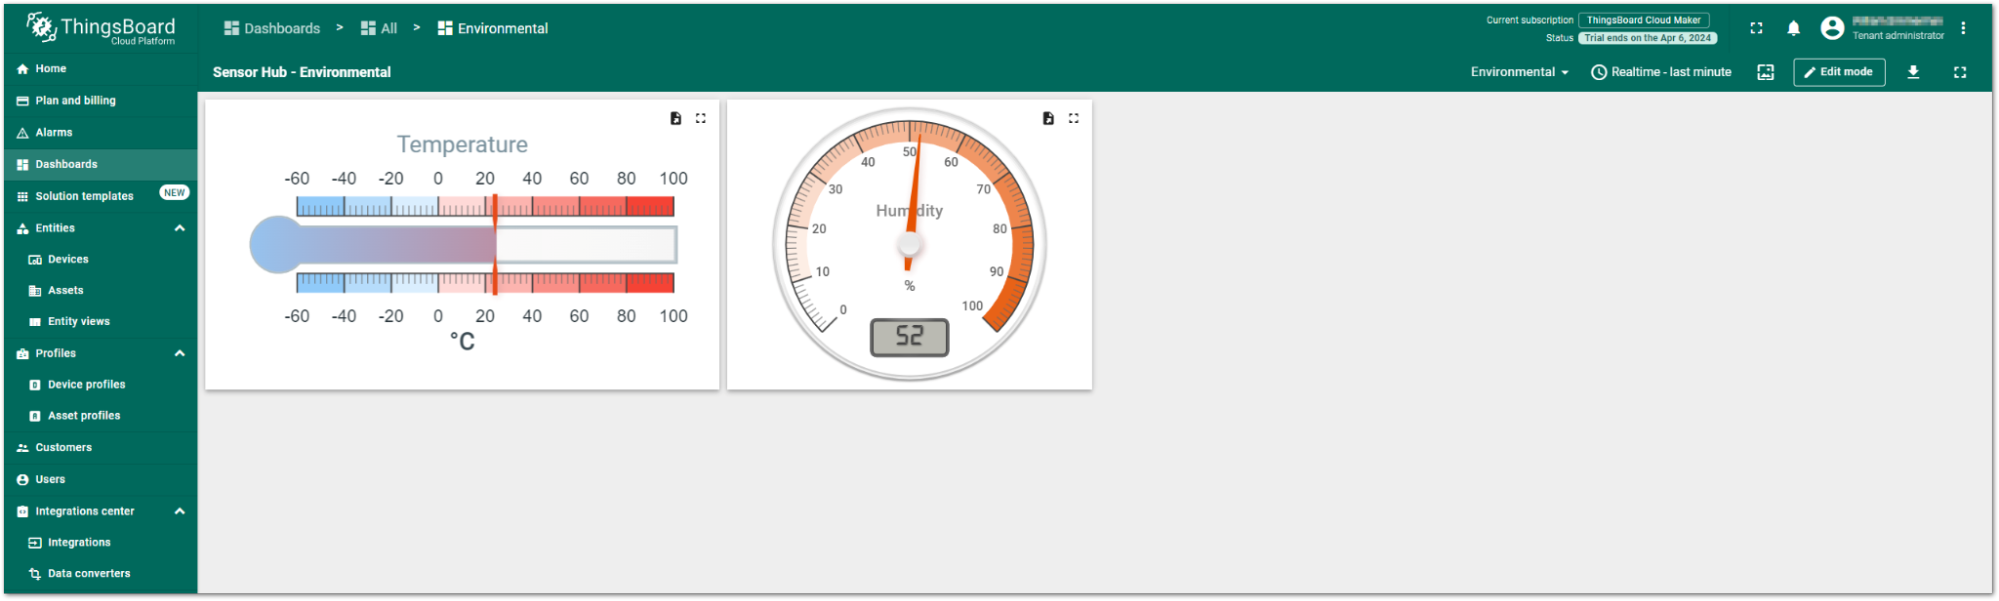 ThingsBoard
Cloud Platform
Dashboards > All > Environmental
Current subscription ThingsBoard Cloud Maker
Status Trial ends on the Apr 6, 2024
Tenant administrator
Sensor Hub - Environmental
Environmental
Realtime - last minute
Edit mode
Home
Plan and billing
Alarms
Dashboards
Solution templates NEW
Entities
Devices
Assets
Entity views
Profiles
Device profiles
Asset profiles
Customers
Users
Integrations center
Integrations
Data converters
Temperature
-60 -40 -20 0 20 40 60 80 100
-60 -40 -20 0 20 40 60 80 100
°C
0 10 20 30 40 50 60 70 80 90 100
Humidity
%
52